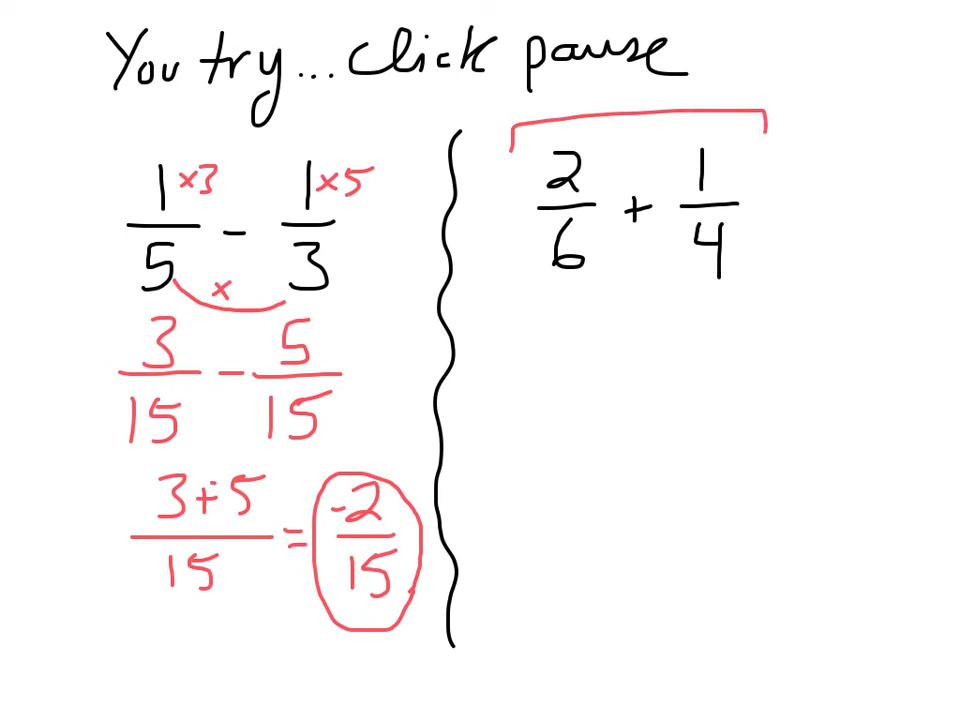 You try... click pause
1 ×3 / 5 - 1 ×5 / 3
×
3/15 - 5/15
3 +- 5 / 15 = -2/15
2/6 + 1/4